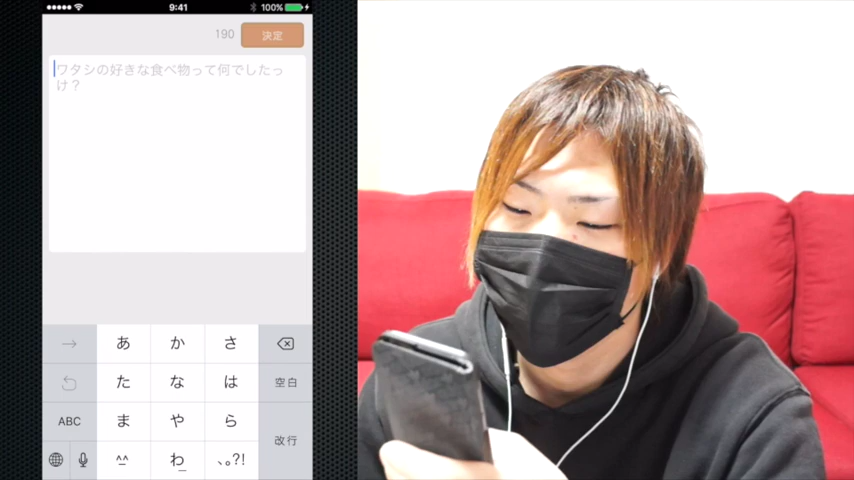 9:41
100%
190
決定
ワタシの好きな食べ物って何でしたっ
け？
→ あ か さ
た な は 空白
ABC ま や ら
改行
^^ わ_ 、。?!